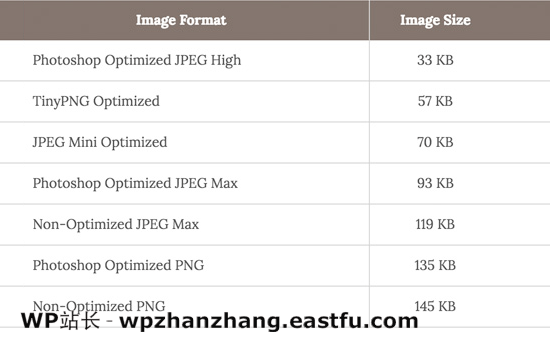 Image Format Image Size
Photoshop Optimized JPEG High 33 KB
TinyPNG Optimized 57 KB
JPEG Mini Optimized 70 KB
Photoshop Optimized JPEG Max 93 KB
Non-Optimized JPEG Max 119 KB
Photoshop Optimized PNG 135 KB
Non-Optimized PNG 145 KB
WP站长 - wpzhanzhang.eastfu.com